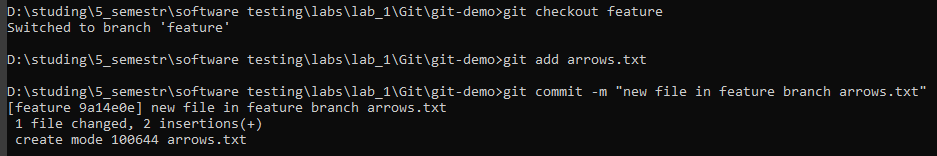 D:\studing\5_semestr\software testing\labs\lab_1\Git\git-demo>git checkout feature
Switched to branch 'feature'
D:\studing\5_semestr\software testing\labs\lab_1\Git\git-demo>git add arrows.txt
D:\studing\5_semestr\software testing\labs\lab_1\Git\git-demo>git commit -m "new file in feature branch arrows.txt"
[feature 9a14e0e] new file in feature branch arrows.txt
 1 file changed, 2 insertions(+)
 create mode 100644 arrows.txt